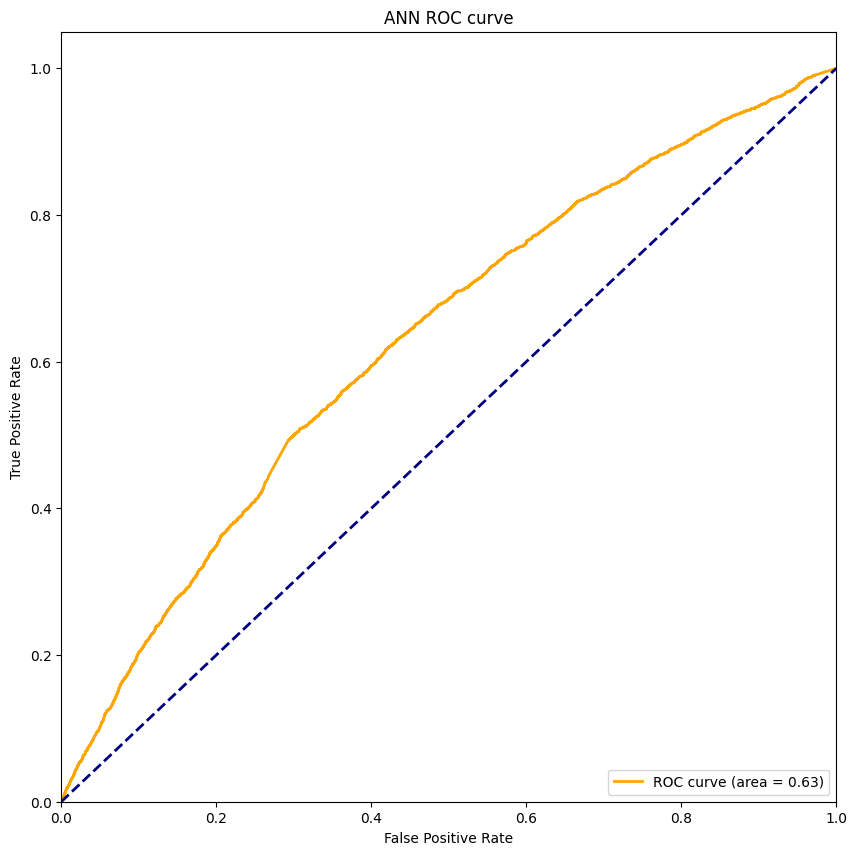 ANN ROC curve
True Positive Rate
1.0
0.8
0.6
0.4
0.2
0.0
0.0 0.2 0.4 0.6 0.8 1.0
False Positive Rate
ROC curve (area = 0.63)